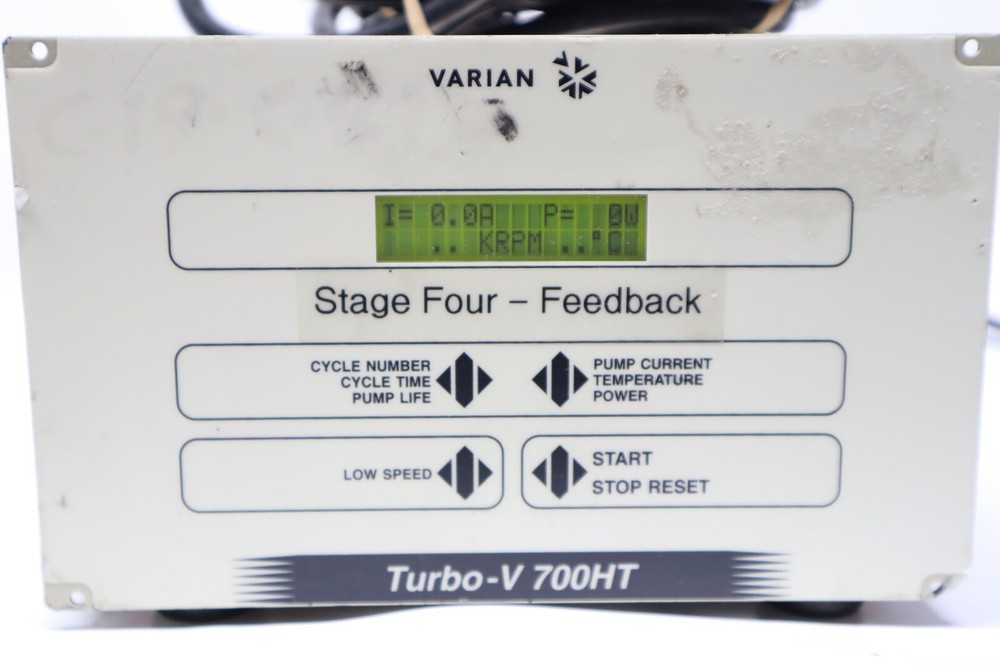 VARIAN
I= 0.0A P= 0W
.. KRPM ..°C
Stage Four – Feedback
CYCLE NUMBER
CYCLE TIME
PUMP LIFE
PUMP CURRENT
TEMPERATURE
POWER
LOW SPEED
START
STOP RESET
Turbo-V 700HT